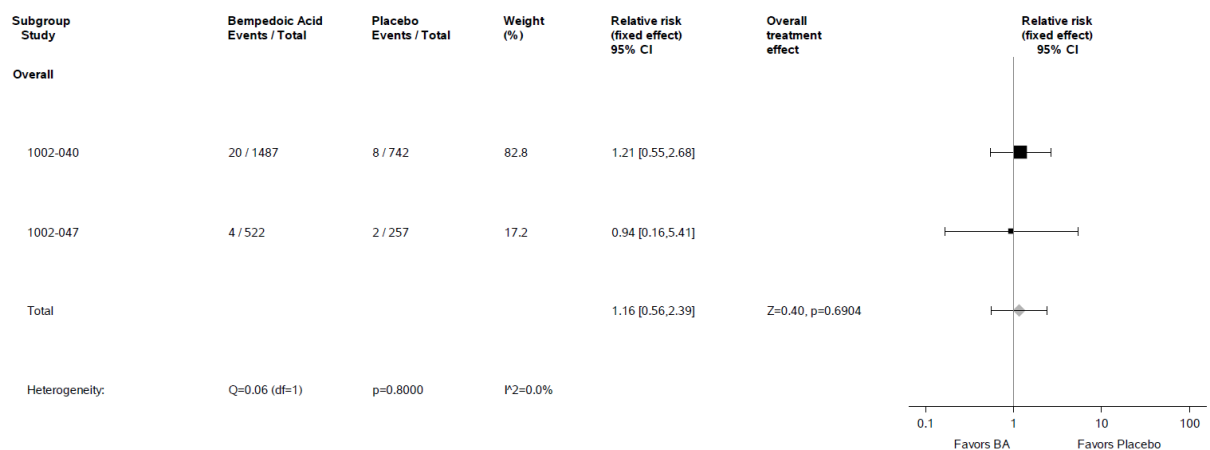 Subgroup Bempedoic Acid Placebo Weight Relative risk Overall Relative risk
Study Events / Total Events / Total (%) (fixed effect) treatment (fixed effect)
95% CI effect 95% CI
Overall
1002-040 20 / 1487 8 / 742 82.8 1.21 [0.55,2.68]
1002-047 4 / 522 2 / 257 17.2 0.94 [0.16,5.41]
Total 1.16 [0.56,2.39] Z=0.40, p=0.6904
Heterogeneity: Q=0.06 (df=1) p=0.8000 I^2=0.0%
0.1 1 10 100
Favors BA Favors Placebo